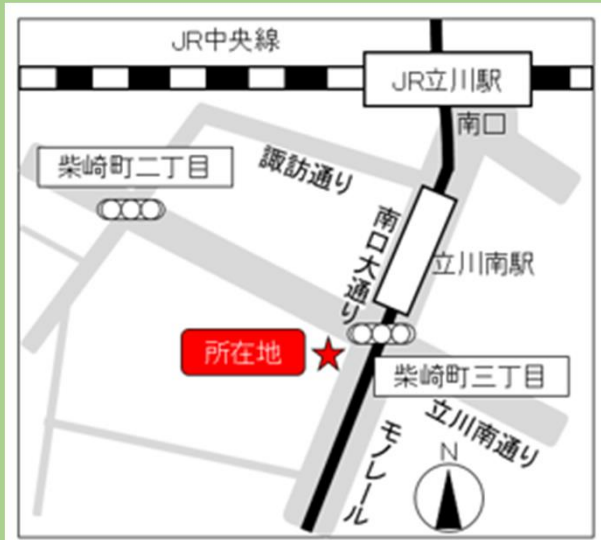 JR中央線
JR立川駅
南口
柴崎町二丁目
諏訪通り
南口大通り
立川南駅
所在地
柴崎町三丁目
立川南通り
モノレール
N